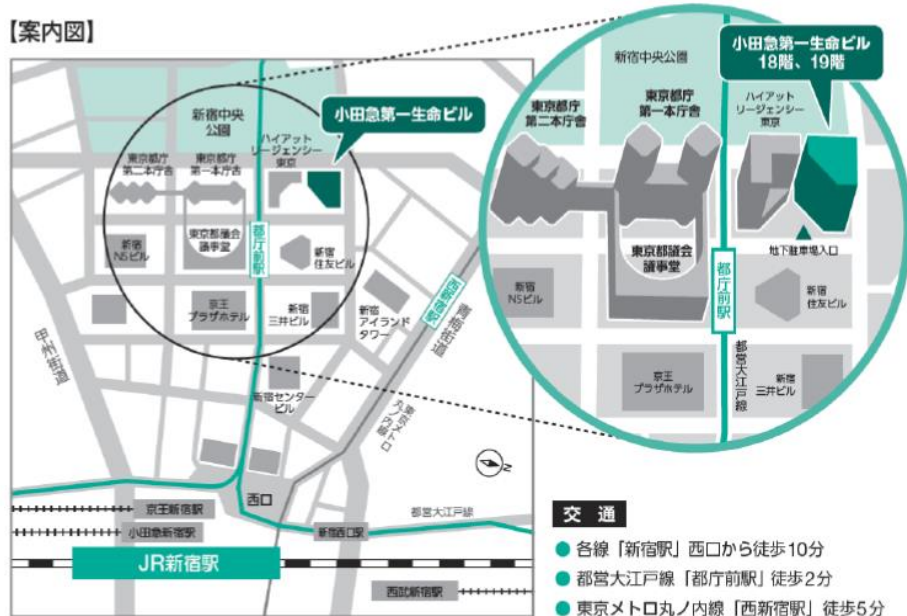 【案内図】
新宿中央
公園
小田急第一生命ビル
ハイアット
リージェンシー
東京
東京都庁
第二本庁舎
東京都庁
第一本庁舎
新宿
NSビル
東京都議会
議事堂
都庁前駅
新宿
住友ビル
京王
プラザホテル
新宿
三井ビル
新宿
アイランド
タワー
西新宿駅
青梅街道
甲州街道
新宿センター
ビル
東京メトロ
丸ノ内線
N
西口
京王新宿駅
小田急新宿駅
新宿西口駅
都営大江戸線
JR新宿駅
西武新宿駅
小田急第一生命ビル
18階、19階
新宿中央公園
東京都庁
第二本庁舎
東京都庁
第一本庁舎
ハイアット
リージェンシー
東京
東京都議会
議事堂
地下駐車場入口
新宿
NSビル
都庁前駅
新宿
住友ビル
京王
プラザホテル
都営大江戸線
新宿
三井ビル
交通
● 各線「新宿駅」西口から徒歩10分
● 都営大江戸線「都庁前駅」徒歩2分
● 東京メトロ丸ノ内線「西新宿駅」徒歩5分